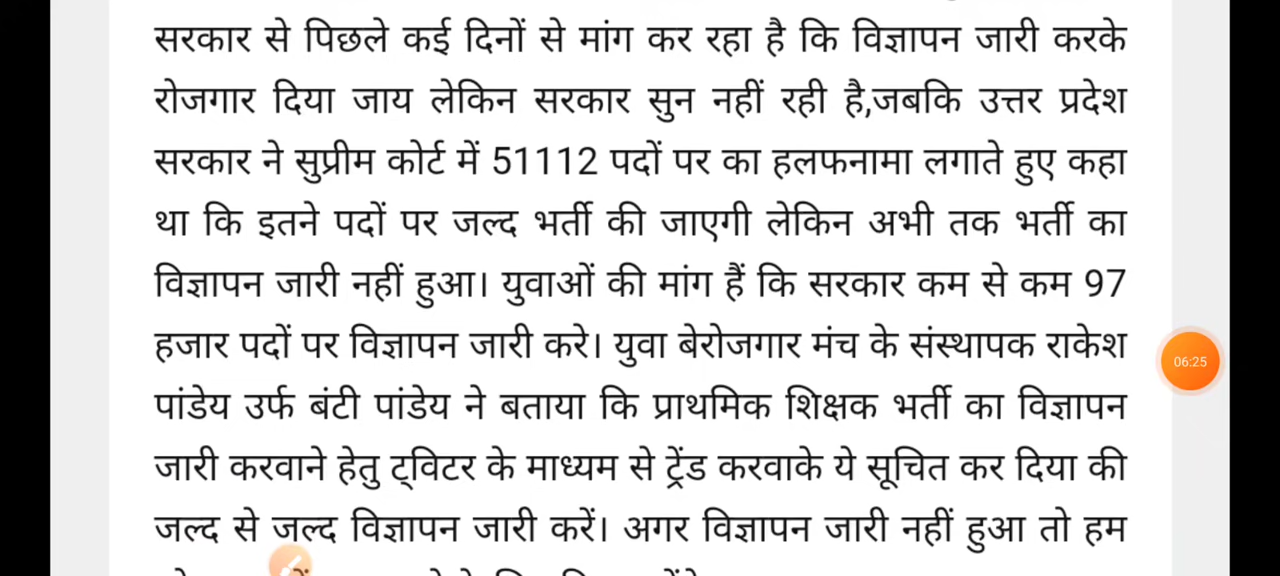 सरकार से पिछले कई दिनों से मांग कर रहा है कि विज्ञापन जारी करके
रोजगार दिया जाय लेकिन सरकार सुन नहीं रही है,जबकि उत्तर प्रदेश
सरकार ने सुप्रीम कोर्ट में 51112 पदों पर का हलफनामा लगाते हुए कहा
था कि इतने पदों पर जल्द भर्ती की जाएगी लेकिन अभी तक भर्ती का
विज्ञापन जारी नहीं हुआ। युवाओं की मांग हैं कि सरकार कम से कम 97
हजार पदों पर विज्ञापन जारी करे। युवा बेरोजगार मंच के संस्थापक राकेश
पांडेय उर्फ बंटी पांडेय ने बताया कि प्राथमिक शिक्षक भर्ती का विज्ञापन
जारी करवाने हेतु ट्विटर के माध्यम से ट्रेंड करवाके ये सूचित कर दिया की
जल्द से जल्द विज्ञापन जारी करें। अगर विज्ञापन जारी नहीं हुआ तो हम
06:25